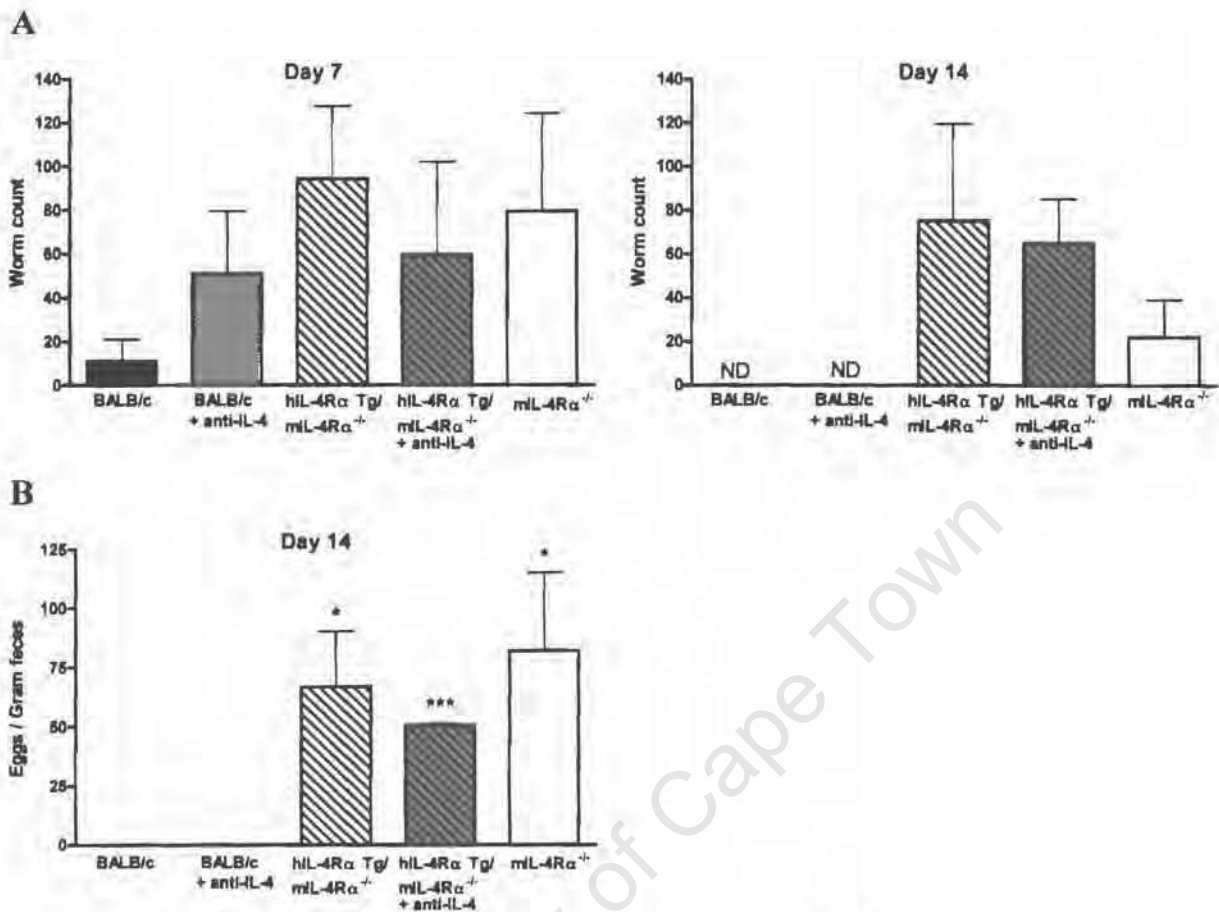 A
Day 7
Worm count
140
120
100
80
60
40
20
0
BALB/c
BALB/c
+ anti-IL-4
hIL-4Rα Tg/
mIL-4Rα-/-
hIL-4Rα Tg/
mIL-4Rα-/-
+ anti-IL-4
mIL-4Rα-/-
Day 14
Worm count
140
120
100
80
60
40
20
0
ND
ND
BALB/c
BALB/c
+ anti-IL-4
hIL-4Rα Tg/
mIL-4Rα-/-
hIL-4Rα Tg/
mIL-4Rα-/-
+ anti-IL-4
mIL-4Rα-/-
B
Day 14
Eggs / Gram feces
125
100
75
50
25
0
*
***
*
BALB/c
BALB/c
+ anti-IL-4
hIL-4Rα Tg/
mIL-4Rα-/-
hIL-4Rα Tg/
mIL-4Rα-/-
+ anti-IL-4
mIL-4Rα-/-
of Cape Town